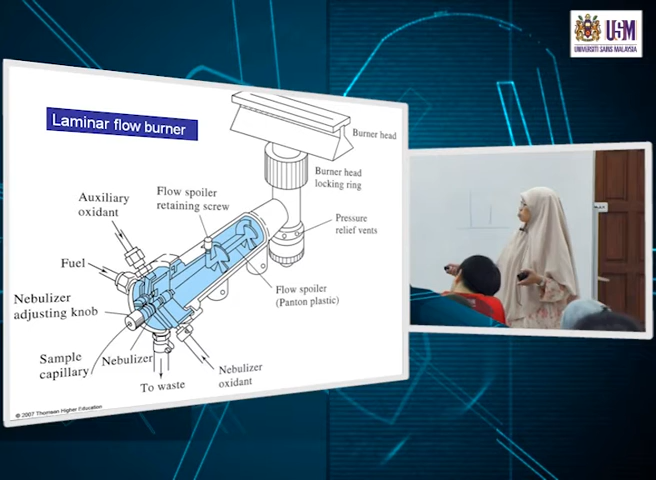 USM
UNIVERSITI SAINS MALAYSIA
Laminar flow burner
Burner head
Burner head
locking ring
Flow spoiler
retaining screw
Auxiliary
oxidant
Pressure
relief vents
Fuel
Flow spoiler
(Panton plastic)
Nebulizer
adjusting knob
Sample
capillary
Nebulizer
Nebulizer
oxidant
To waste
© 2007 Thomson Higher Education